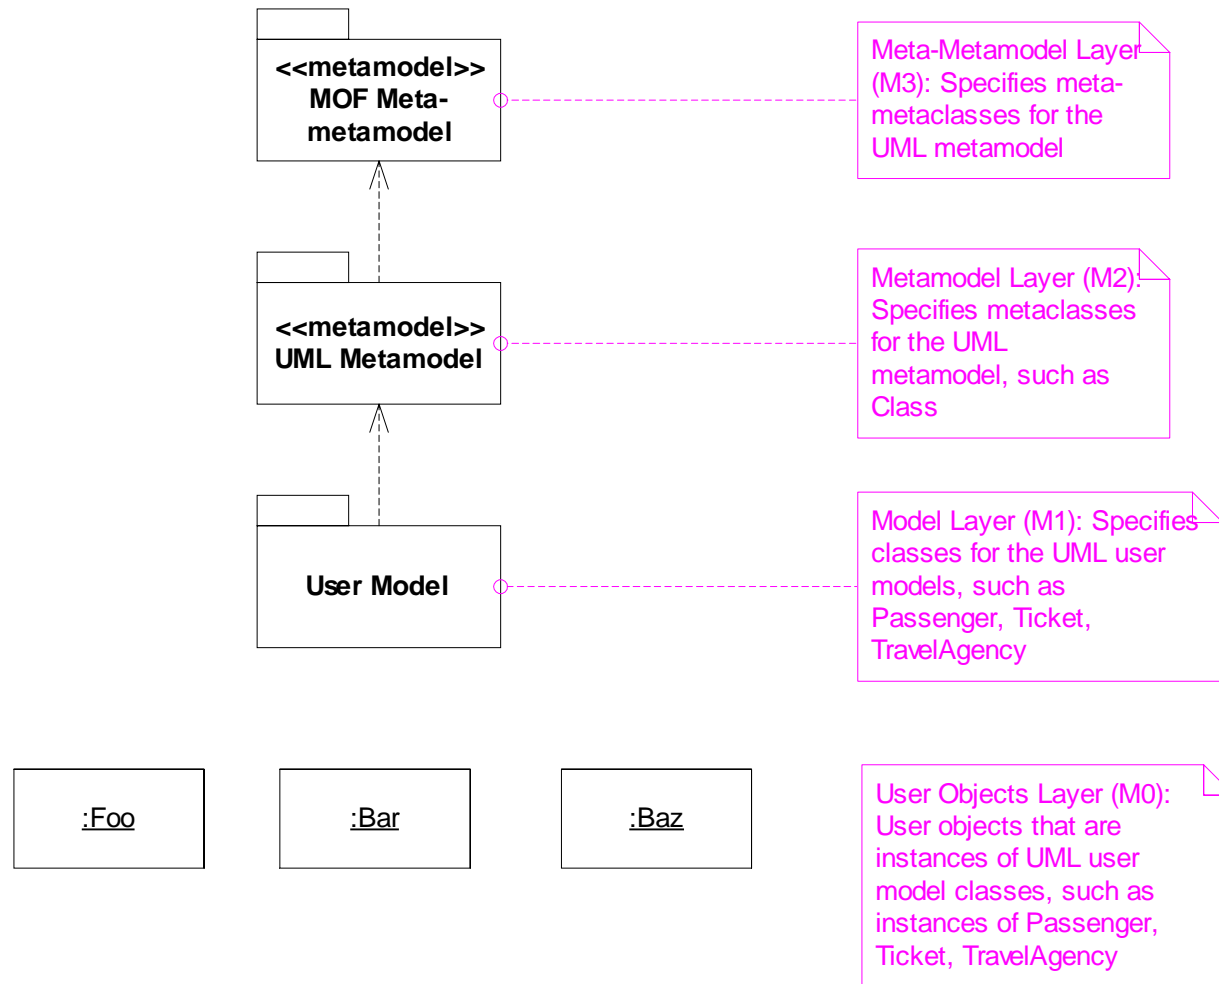 <<metamodel>>
MOF Meta-
metamodel
Meta-Metamodel Layer
(M3): Specifies meta-
metaclasses for the
UML metamodel
<<metamodel>>
UML Metamodel
Metamodel Layer (M2):
Specifies metaclasses
for the UML
metamodel, such as
Class
User Model
Model Layer (M1): Specifies
classes for the UML user
models, such as
Passenger, Ticket,
TravelAgency
:Foo
:Bar
:Baz
User Objects Layer (M0):
User objects that are
instances of UML user
model classes, such as
instances of Passenger,
Ticket, TravelAgency